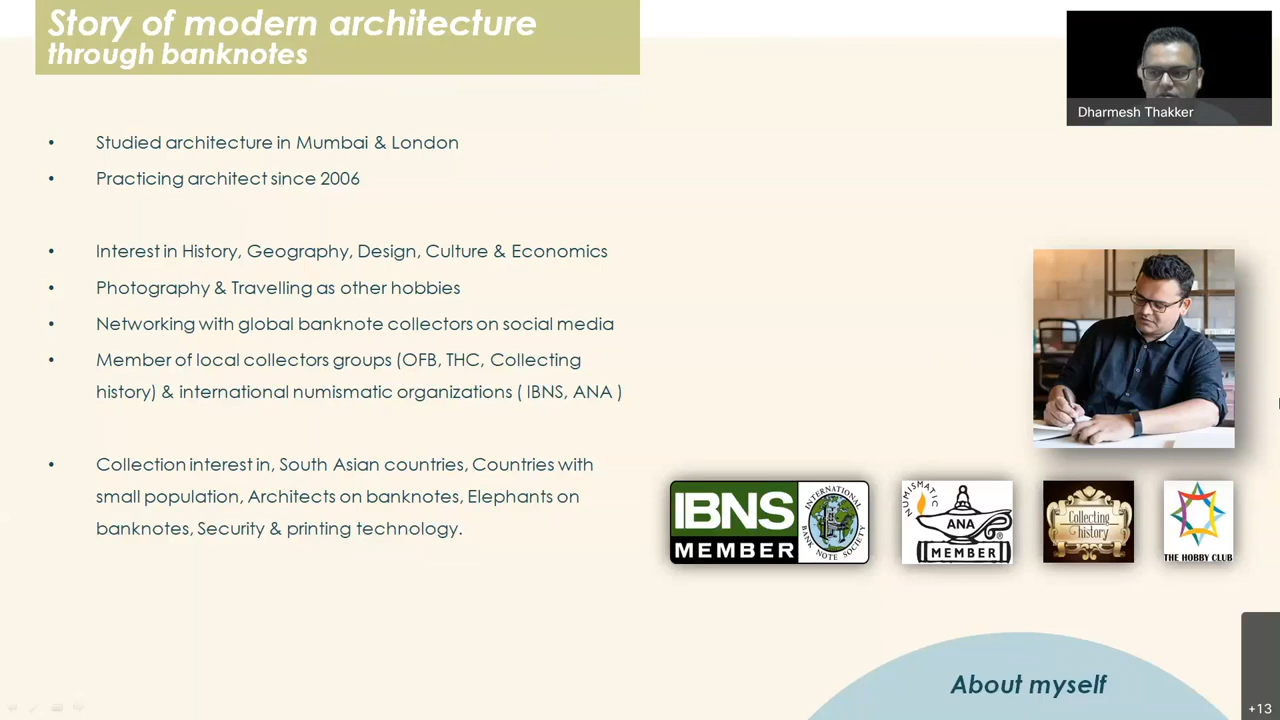 Story of modern architecture
through banknotes
Dharmesh Thakker
• Studied architecture in Mumbai & London
• Practicing architect since 2006
• Interest in History, Geography, Design, Culture & Economics
• Photography & Travelling as other hobbies
• Networking with global banknote collectors on social media
• Member of local collectors groups (OFB, THC, Collecting
history) & international numismatic organizations ( IBNS, ANA )
• Collection interest in, South Asian countries, Countries with
small population, Architects on banknotes, Elephants on
banknotes, Security & printing technology.
IBNS
MEMBER
INTERNATIONAL
BANK NOTE SOCIETY
NUMISMATIC
ANA
®
MEMBER
Collecting
history
THE HOBBY CLUB
About myself
+13